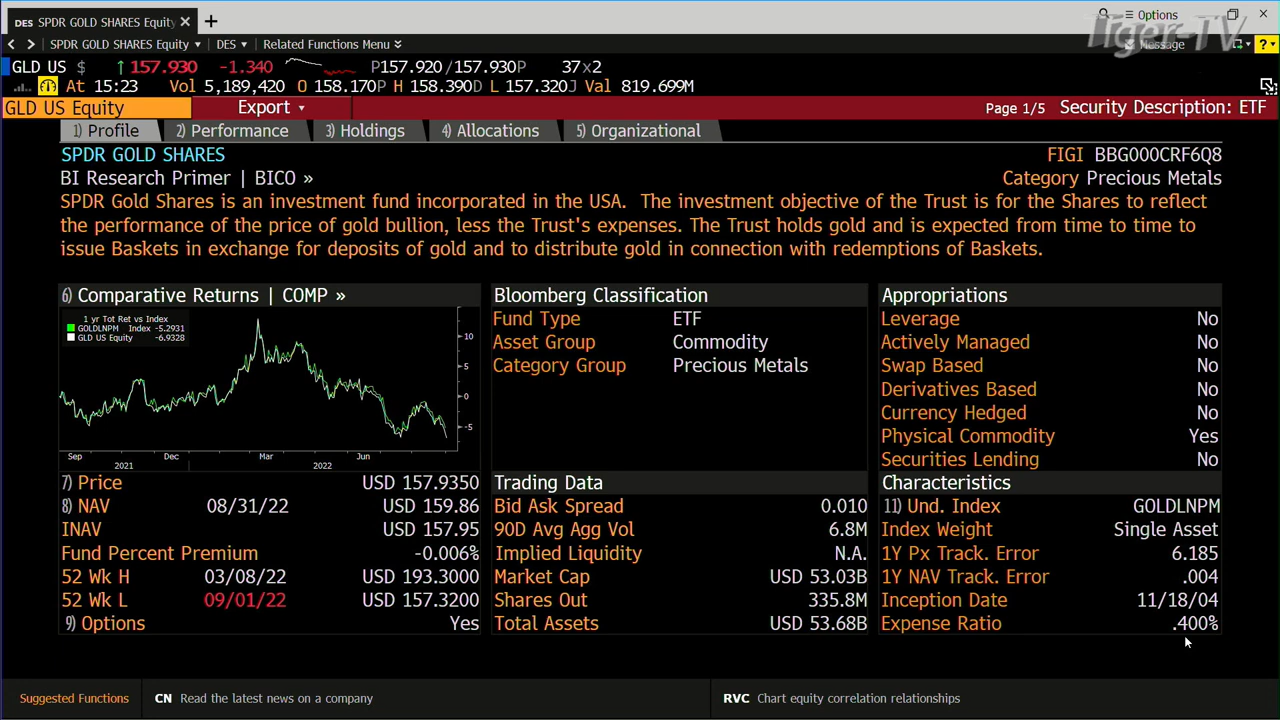 DES SPDR GOLD SHARES Equity × +
Options
< > SPDR GOLD SHARES Equity ▾ DES ▾ Related Functions Menu
Message
Tiger-TV
?
GLD US $ ↑ 157.930 -1.340 P157.920/157.930P 37x2
At 15:23 Vol 5,189,420 O 158.170P H 158.390D L 157.320J Val 819.699M
GLD US Equity Export ▾ Page 1/5 Security Description: ETF
1) Profile 2) Performance 3) Holdings 4) Allocations 5) Organizational
SPDR GOLD SHARES FIGI BBG000CRF6Q8
BI Research Primer | BICO » Category Precious Metals
SPDR Gold Shares is an investment fund incorporated in the USA. The investment objective of the Trust is for the Shares to reflect
the performance of the price of gold bullion, less the Trust's expenses. The Trust holds gold and is expected from time to time to
issue Baskets in exchange for deposits of gold and to distribute gold in connection with redemptions of Baskets.
6) Comparative Returns | COMP »
1 yr Tot Ret vs Index
GOLDLNPM Index -5.2931
GLD US Equity -6.9328
10
5
0
-5
Sep Dec Mar Jun
2021 2022
Bloomberg Classification
Fund Type ETF
Asset Group Commodity
Category Group Precious Metals
Appropriations
Leverage No
Actively Managed No
Swap Based No
Derivatives Based No
Currency Hedged No
Physical Commodity Yes
Securities Lending No
7) Price USD 157.9350
8) NAV 08/31/22 USD 159.86
INAV USD 157.95
Fund Percent Premium -0.006%
52 Wk H 03/08/22 USD 193.3000
52 Wk L 09/01/22 USD 157.3200
9) Options Yes
Trading Data
Bid Ask Spread 0.010
90D Avg Agg Vol 6.8M
Implied Liquidity N.A.
Market Cap USD 53.03B
Shares Out 335.8M
Total Assets USD 53.68B
Characteristics
11) Und. Index GOLDLNPM
Index Weight Single Asset
1Y Px Track. Error 6.185
1Y NAV Track. Error .004
Inception Date 11/18/04
Expense Ratio .400%
Suggested Functions CN Read the latest news on a company RVC Chart equity correlation relationships